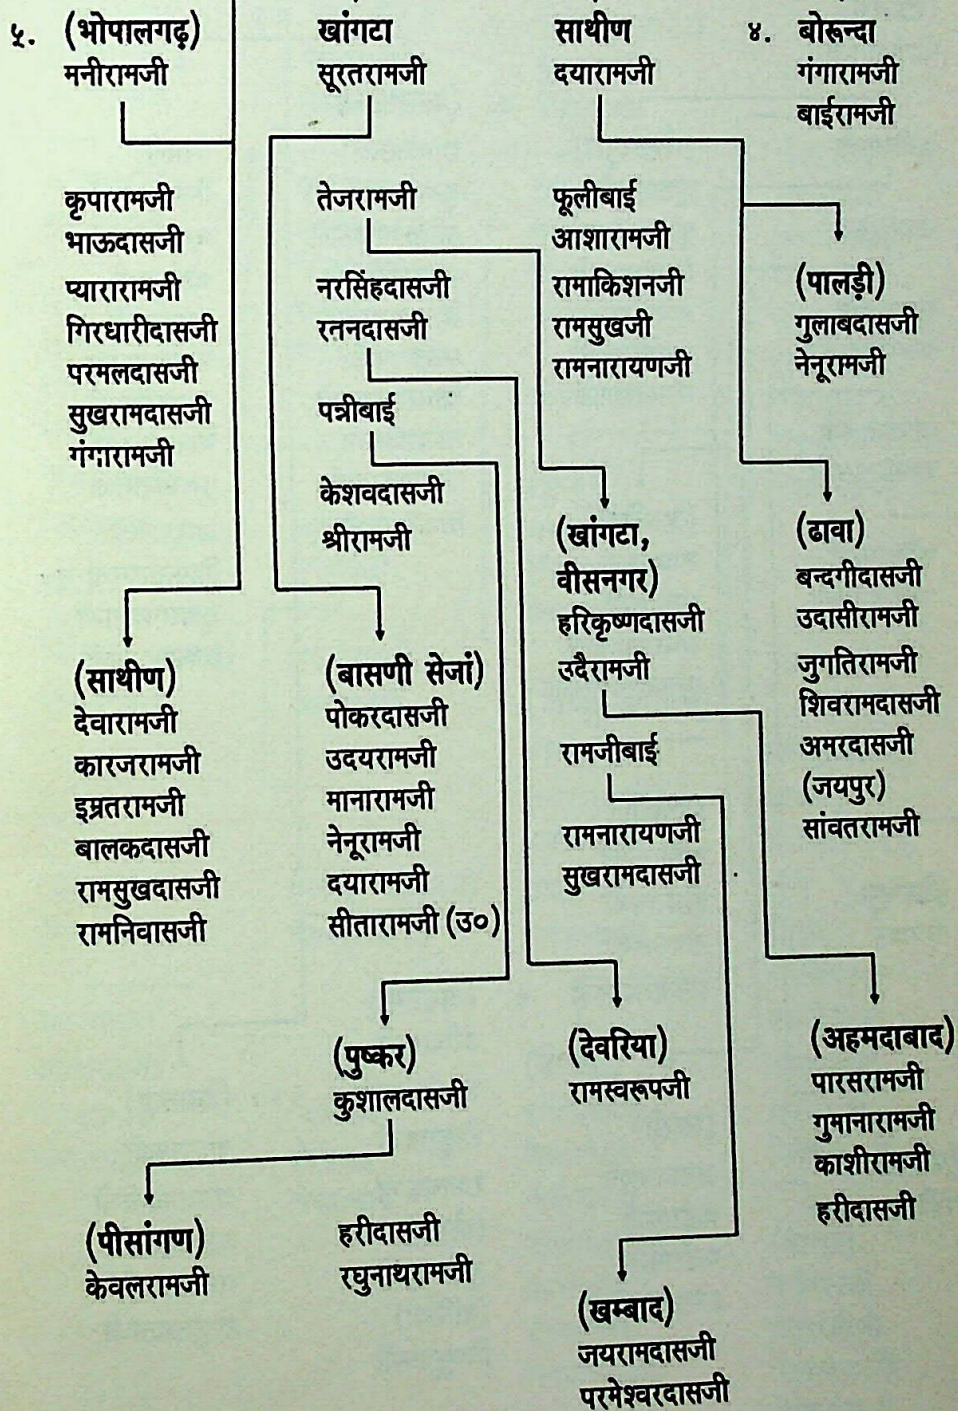 ५. (भोपालगढ़)
मनीरामजी
कृपारामजी
भाऊदासजी
प्यारारामजी
गिरधारीदासजी
परमलदासजी
सुखरामदासजी
गंगारामजी
(साथीण)
देवारामजी
कारजरामजी
इम्रतरामजी
बालकदासजी
रामसुखदासजी
रामनिवासजी
खांगटा
सूरतरामजी
तेजरामजी
नरसिंहदासजी
रतनदासजी
पन्नीबाई
केशवदासजी
श्रीरामजी
(बासणी सेजां)
पोकरदासजी
उदयरामजी
मानारामजी
नेनूरामजी
दयारामजी
सीतारामजी (उ०)
(पुष्कर)
कुशालदासजी
(पीसांगण)
केवलरामजी
हरीदासजी
रघुनाथरामजी
साथीण
दयारामजी
फूलीबाई
आशारामजी
रामाकिशनजी
रामसुखजी
रामनारायणजी
(खांगटा,
वीसनगर)
हरिकृष्णदासजी
उदैरामजी
रामजीबाई
रामनारायणजी
सुखरामदासजी
(देवरिया)
रामस्वरूपजी
(खम्बाद)
जयरामदासजी
परमेश्वरदासजी
४. बोरून्दा
गंगारामजी
बाईरामजी
(पालड़ी)
गुलाबदासजी
नेनूरामजी
(ढावा)
बन्दगीदासजी
उदासीरामजी
जुगतिरामजी
शिवरामदासजी
अमरदासजी
(जयपुर)
सांवतरामजी
(अहमदाबाद)
पारसरामजी
गुमानारामजी
काशीरामजी
हरीदासजी